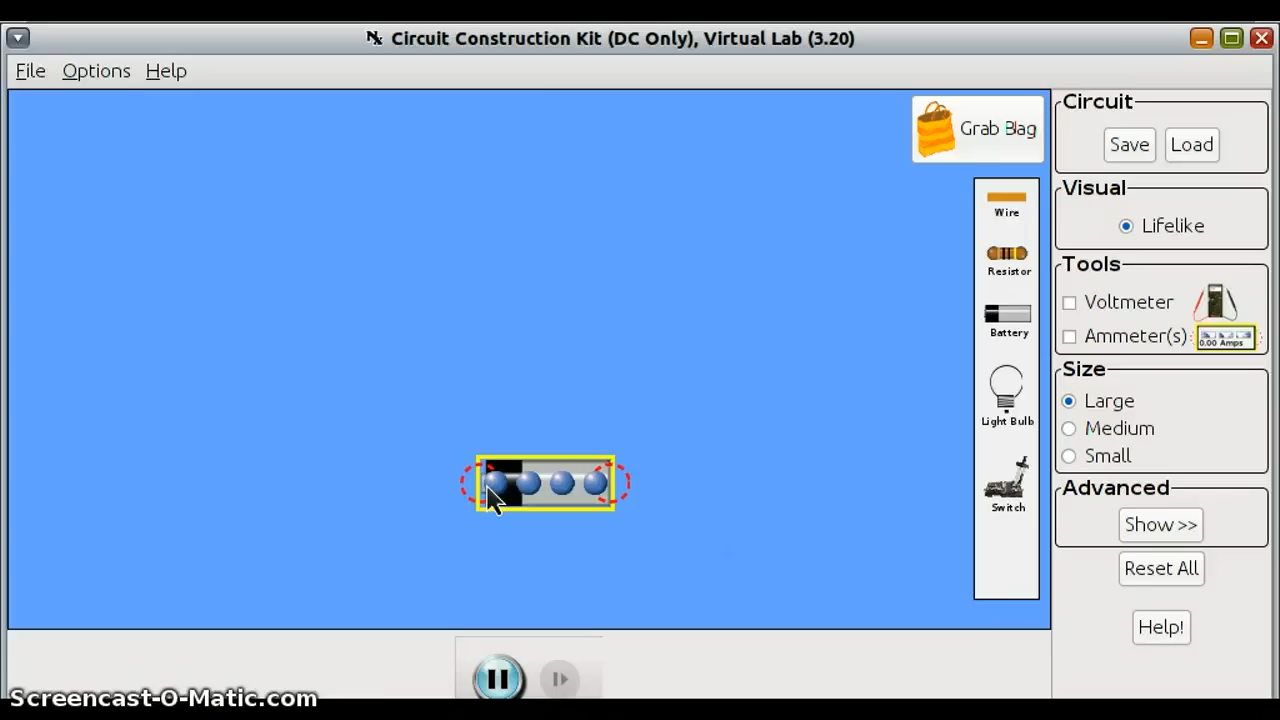 Circuit Construction Kit (DC Only), Virtual Lab (3.20)
File Options Help
Grab Bag
Wire
Resistor
Battery
Light Bulb
Switch
Circuit
Save Load
Visual
Lifelike
Tools
Voltmeter
Ammeter(s)
0.00 Amps
Size
Large
Medium
Small
Advanced
Show >>
Reset All
Help!
Screencast-O-Matic.com